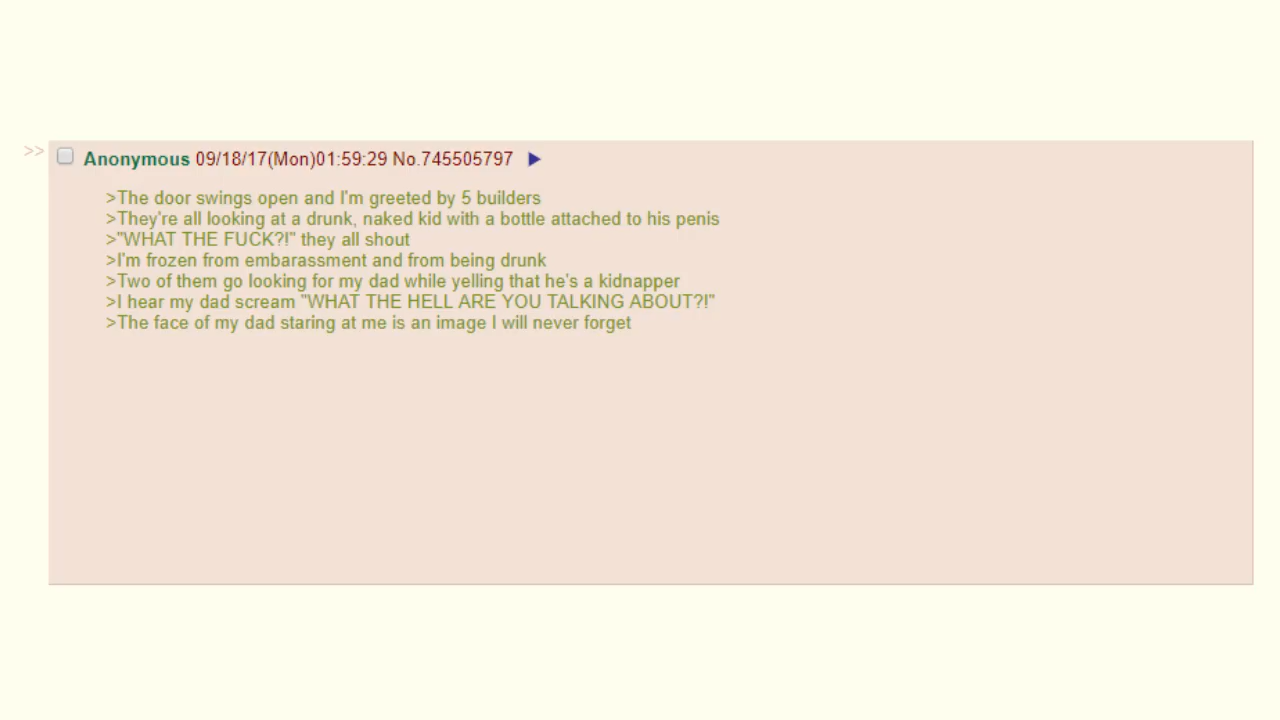 >>
Anonymous 09/18/17(Mon)01:59:29 No.745505797 ▶
>The door swings open and I'm greeted by 5 builders
>They're all looking at a drunk, naked kid with a bottle attached to his penis
>"WHAT THE FUCK?!" they all shout
>I'm frozen from embarassment and from being drunk
>Two of them go looking for my dad while yelling that he's a kidnapper
>I hear my dad scream "WHAT THE HELL ARE YOU TALKING ABOUT?!"
>The face of my dad staring at me is an image I will never forget